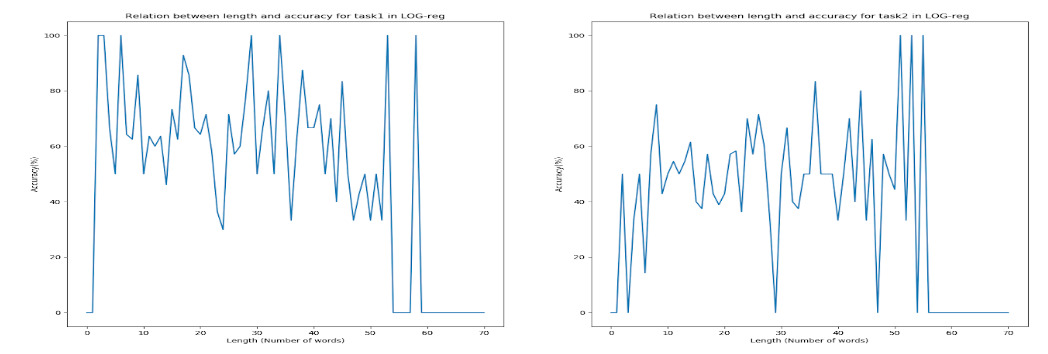 Relation between length and accuracy for task1 in LOG-reg
100
80
60
40
20
0
Accuracy(%)
0 10 20 30 40 50 60 70
Length (Number of words)
Relation between length and accuracy for task2 in LOG-reg
100
80
60
40
20
0
Accuracy(%)
0 10 20 30 40 50 60 70
Length (Number of words)